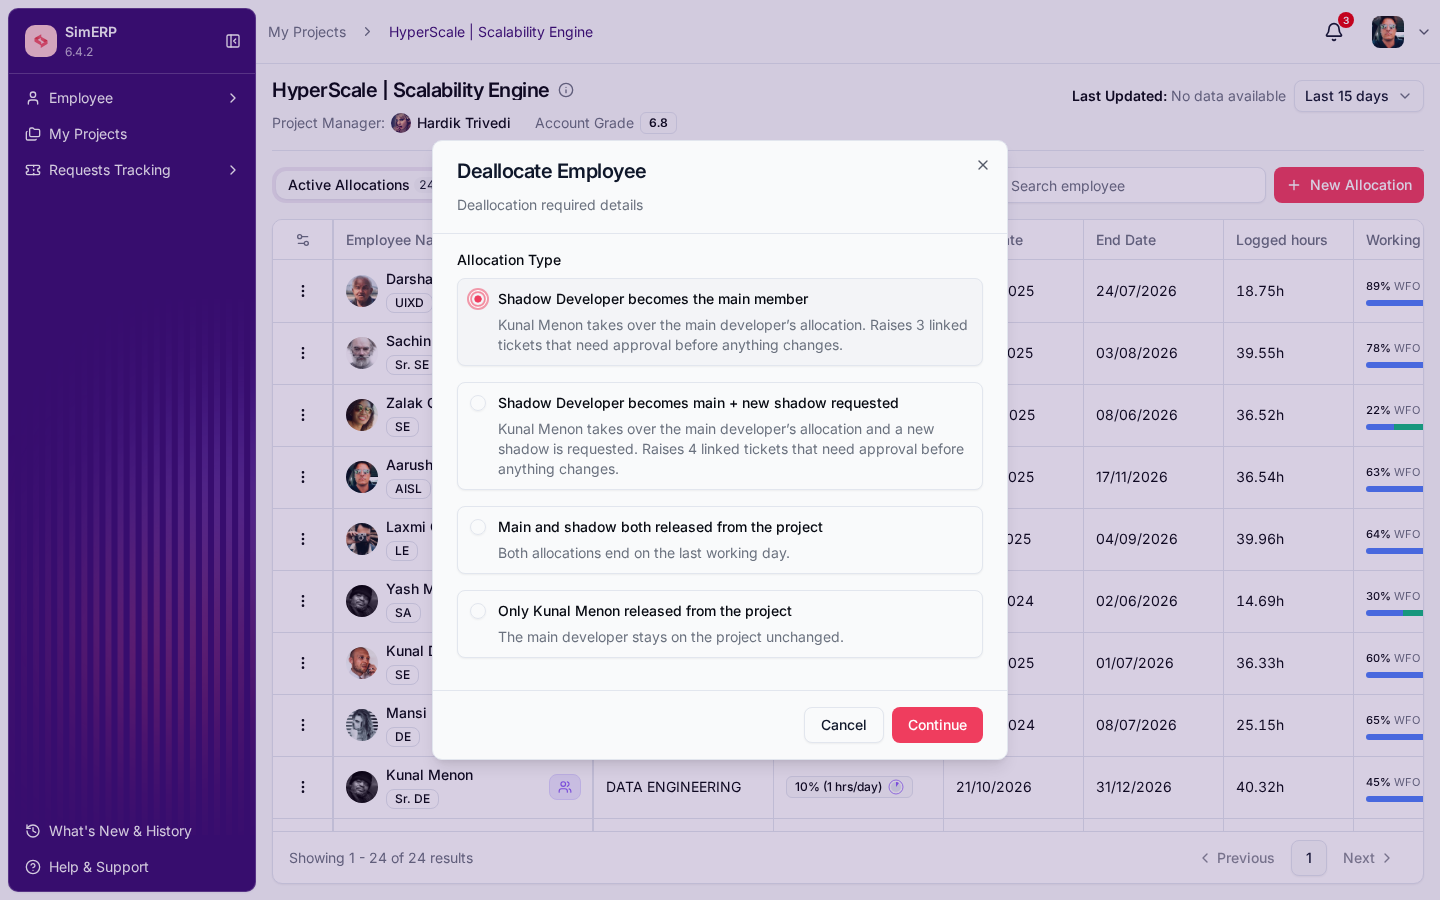 SimERP
6.4.2
Employee
My Projects
Requests Tracking
What's New & History
Help & Support
My Projects
HyperScale | Scalability Engine
3
HyperScale | Scalability Engine
Project Manager: Hardik Trivedi Account Grade 6.8
Last Updated: No data available
Last 15 days
Active Allocations
Search employee
New Allocation
End Date
Logged hours
Working
UIXD
24/07/2026
18.75h
89% WFO
Sachin
Sr. SE
03/08/2026
39.55h
78% WFO
Zalak
SE
08/06/2026
36.52h
22% WFO
AISL
17/11/2026
36.54h
63% WFO
Laxmi
LE
04/09/2026
39.96h
64% WFO
Yash
SA
02/06/2026
14.69h
30% WFO
Kunal
SE
01/07/2026
36.33h
60% WFO
Mansi
DE
08/07/2026
25.15h
65% WFO
Kunal Menon
Sr. DE
DATA ENGINEERING
10% (1 hrs/day)
21/10/2026
31/12/2026
40.32h
45% WFO
Showing 1 - 24 of 24 results
Previous
1
Next
Deallocate Employee
Deallocation required details
Allocation Type
Shadow Developer becomes the main member
Kunal Menon takes over the main developer’s allocation. Raises 3 linked
tickets that need approval before anything changes.
Shadow Developer becomes main + new shadow requested
Kunal Menon takes over the main developer’s allocation and a new
shadow is requested. Raises 4 linked tickets that need approval before
anything changes.
Main and shadow both released from the project
Both allocations end on the last working day.
Only Kunal Menon released from the project
The main developer stays on the project unchanged.
Cancel
Continue